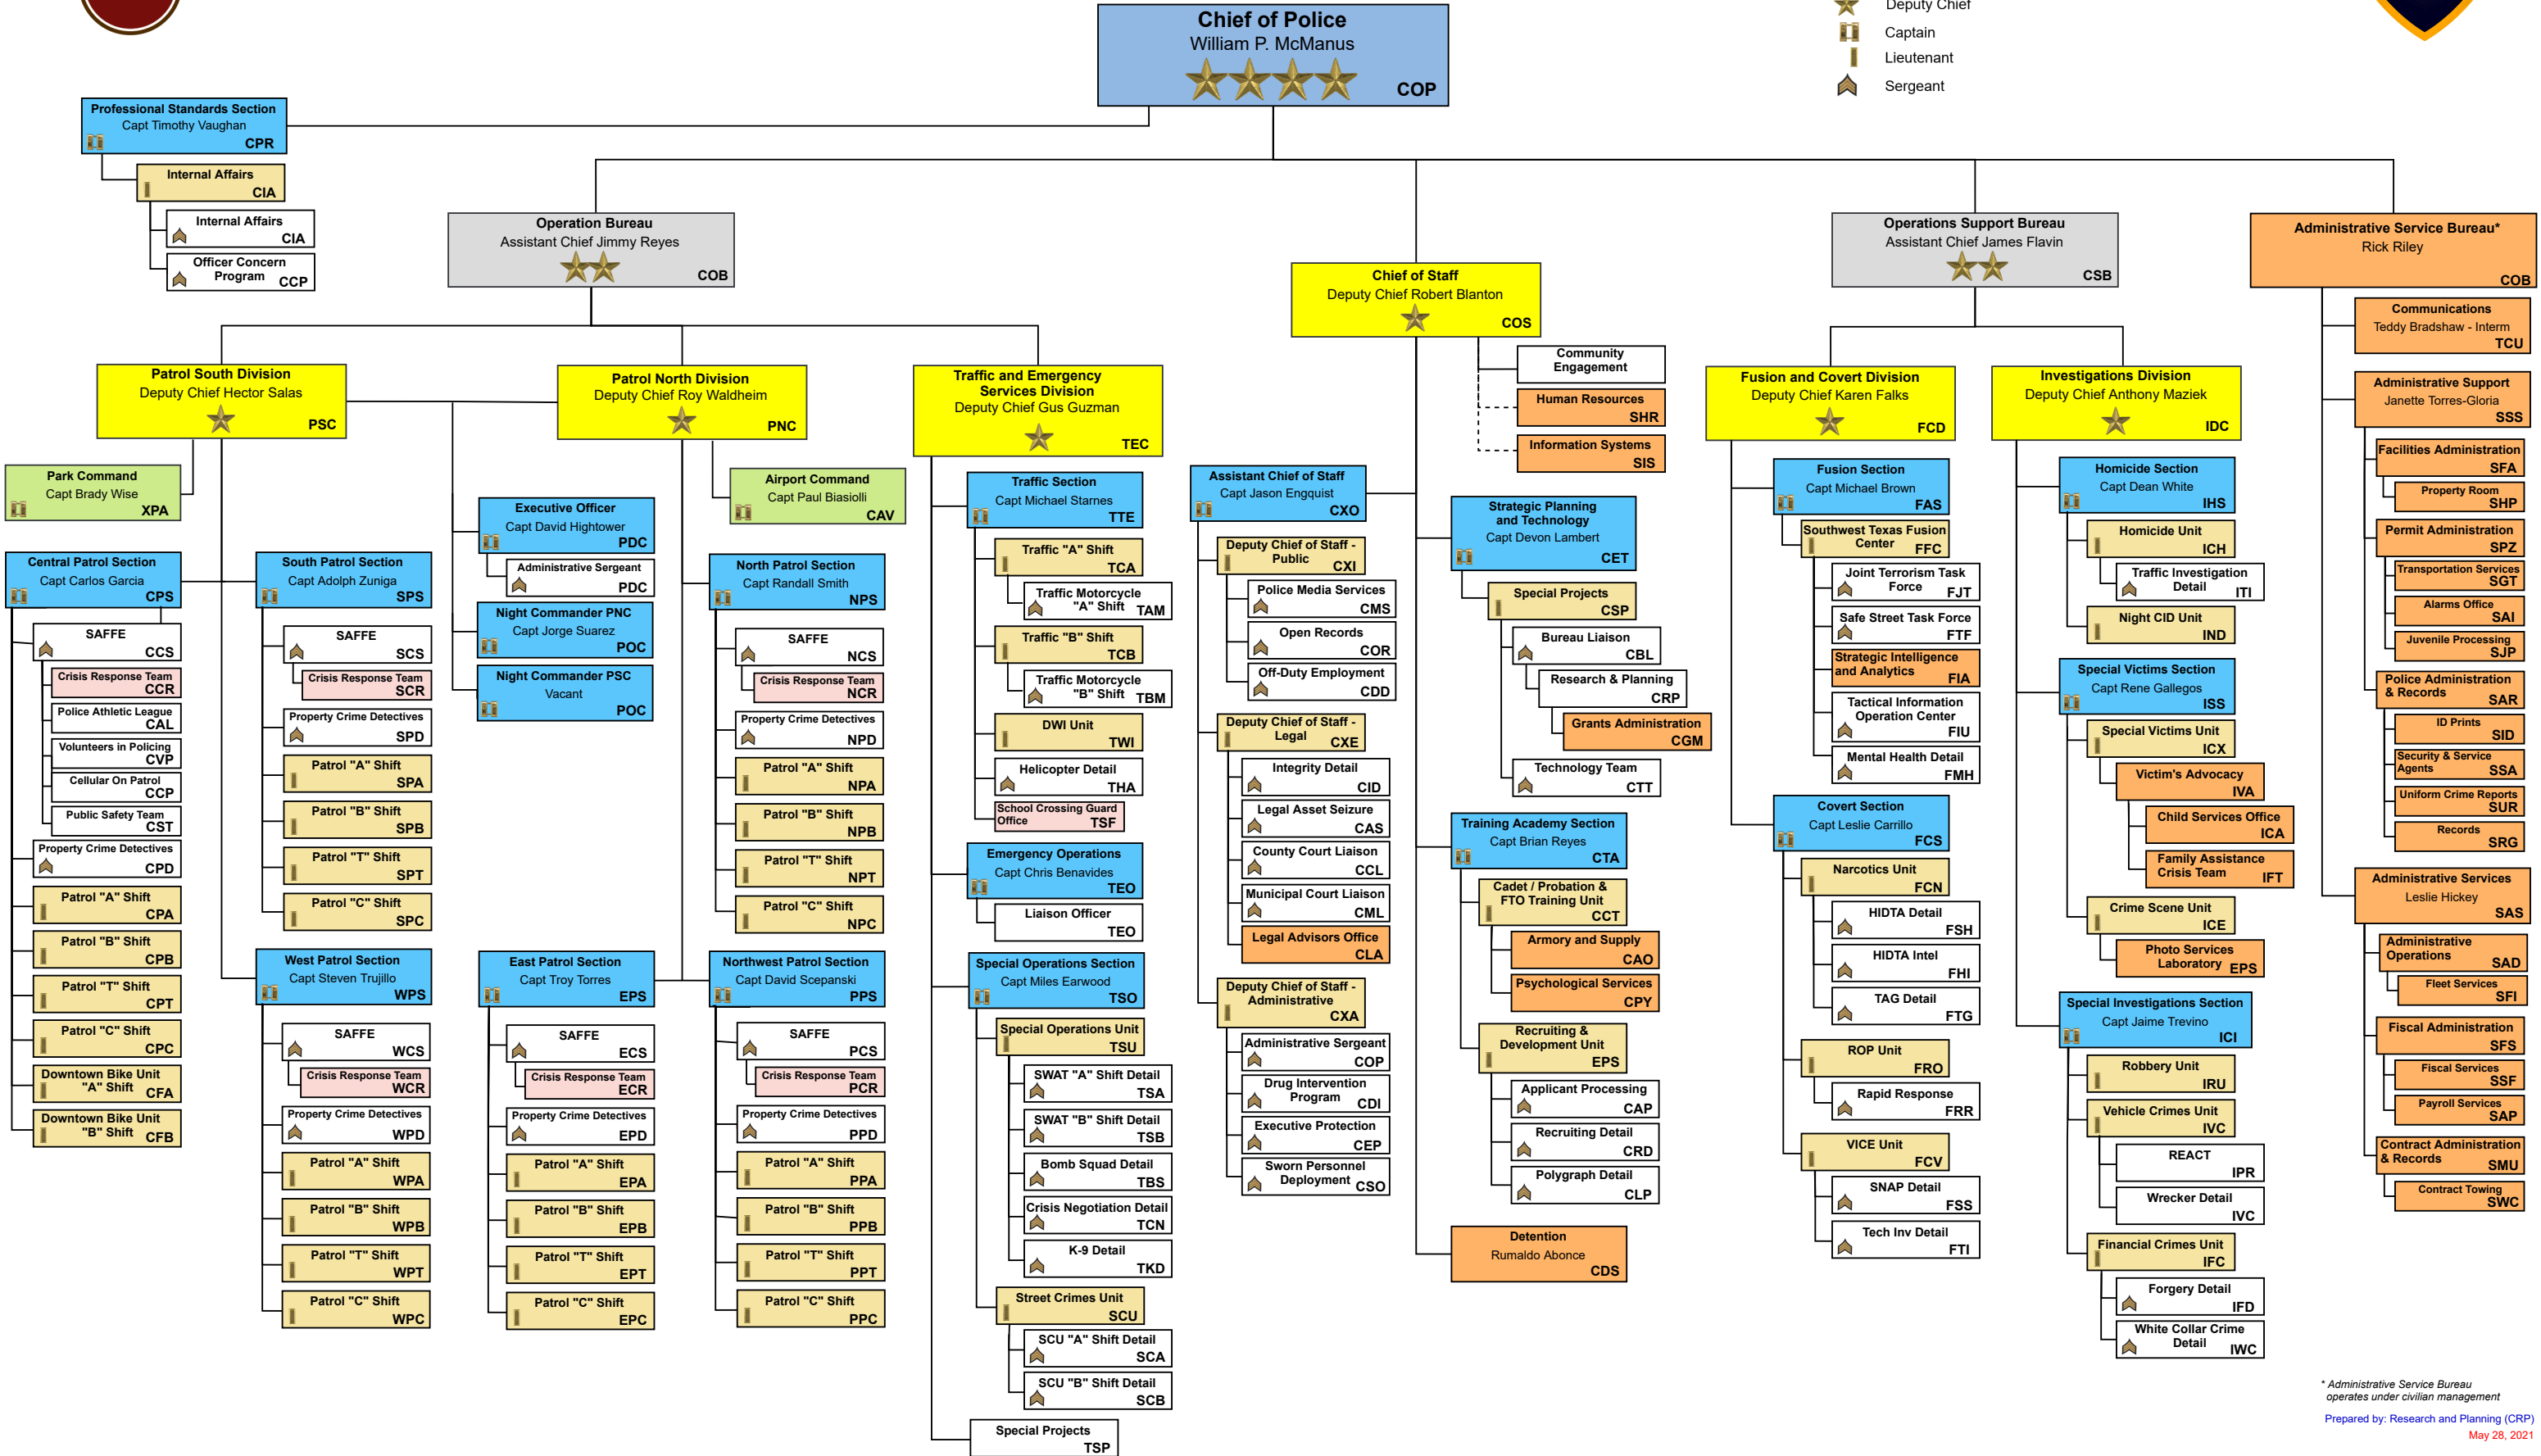 Chief of Police
William P. McManus
COP
Deputy Chief
Captain
Lieutenant
Sergeant
Professional Standards Section
Capt Timothy Vaughan
CPR
Internal Affairs
CIA
Internal Affairs
CIA
Officer Concern
Program
CCP
Operation Bureau
Assistant Chief Jimmy Reyes
COB
Chief of Staff
Deputy Chief Robert Blanton
COS
Operations Support Bureau
Assistant Chief James Flavin
CSB
Administrative Service Bureau*
Rick Riley
COB
Patrol South Division
Deputy Chief Hector Salas
PSC
Park Command
Capt Brady Wise
XPA
Central Patrol Section
Capt Carlos Garcia
CPS
SAFFE
CCS
Crisis Response Team
CCR
Police Athletic League
CAL
Volunteers in Policing
CVP
Cellular On Patrol
CCP
Public Safety Team
CST
Property Crime Detectives
CPD
Patrol "A" Shift
CPA
Patrol "B" Shift
CPB
Patrol "T" Shift
CPT
Patrol "C" Shift
CPC
Downtown Bike Unit
"A" Shift
CFA
Downtown Bike Unit
"B" Shift
CFB
South Patrol Section
Capt Adolph Zuniga
SPS
SAFFE
SCS
Crisis Response Team
SCR
Property Crime Detectives
SPD
Patrol "A" Shift
SPA
Patrol "B" Shift
SPB
Patrol "T" Shift
SPT
Patrol "C" Shift
SPC
West Patrol Section
Capt Steven Trujillo
WPS
SAFFE
WCS
Crisis Response Team
WCR
Property Crime Detectives
WPD
Patrol "A" Shift
WPA
Patrol "B" Shift
WPB
Patrol "T" Shift
WPT
Patrol "C" Shift
WPC
Executive Officer
Capt David Hightower
PDC
Administrative Sergeant
PDC
Night Commander PNC
Capt Jorge Suarez
POC
Night Commander PSC
Vacant
POC
Patrol North Division
Deputy Chief Roy Waldheim
PNC
Airport Command
Capt Paul Biasiolli
CAV
North Patrol Section
Capt Randall Smith
NPS
SAFFE
NCS
Crisis Response Team
NCR
Property Crime Detectives
NPD
Patrol "A" Shift
NPA
Patrol "B" Shift
NPB
Patrol "T" Shift
NPT
Patrol "C" Shift
NPC
East Patrol Section
Capt Troy Torres
EPS
SAFFE
ECS
Crisis Response Team
ECR
Property Crime Detectives
EPD
Patrol "A" Shift
EPA
Patrol "B" Shift
EPB
Patrol "T" Shift
EPT
Patrol "C" Shift
EPC
Northwest Patrol Section
Capt David Scepanski
PPS
SAFFE
PCS
Crisis Response Team
PCR
Property Crime Detectives
PPD
Patrol "A" Shift
PPA
Patrol "B" Shift
PPB
Patrol "T" Shift
PPT
Patrol "C" Shift
PPC
Traffic and Emergency
Services Division
Deputy Chief Gus Guzman
TEC
Traffic Section
Capt Michael Starnes
TTE
Traffic "A" Shift
TCA
Traffic Motorcycle
"A" Shift
TAM
Traffic "B" Shift
TCB
Traffic Motorcycle
"B" Shift
TBM
DWI Unit
TWI
Helicopter Detail
THA
School Crossing Guard
Office
TSF
Emergency Operations
Capt Chris Benavides
TEO
Liaison Officer
TEO
Special Operations Section
Capt Miles Earwood
TSO
Special Operations Unit
TSU
SWAT "A" Shift Detail
TSA
SWAT "B" Shift Detail
TSB
Bomb Squad Detail
TBS
Crisis Negotiation Detail
TCN
K-9 Detail
TKD
Street Crimes Unit
SCU
SCU "A" Shift Detail
SCA
SCU "B" Shift Detail
SCB
Special Projects
TSP
Community
Engagement
Human Resources
SHR
Information Systems
SIS
Assistant Chief of Staff
Capt Jason Engquist
CXO
Deputy Chief of Staff -
Public
CXI
Police Media Services
CMS
Open Records
COR
Off-Duty Employment
CDD
Deputy Chief of Staff -
Legal
CXE
Integrity Detail
CID
Legal Asset Seizure
CAS
County Court Liaison
CCL
Municipal Court Liaison
CML
Legal Advisors Office
CLA
Deputy Chief of Staff -
Administrative
CXA
Administrative Sergeant
COP
Drug Intervention
Program
CDI
Executive Protection
CEP
Sworn Personnel
Deployment
CSO
Strategic Planning
and Technology
Capt Devon Lambert
CET
Special Projects
CSP
Bureau Liaison
CBL
Research & Planning
CRP
Grants Administration
CGM
Technology Team
CTT
Training Academy Section
Capt Brian Reyes
CTA
Cadet / Probation &
FTO Training Unit
CCT
Armory and Supply
CAO
Psychological Services
CPY
Recruiting &
Development Unit
EPS
Applicant Processing
CAP
Recruiting Detail
CRD
Polygraph Detail
CLP
Detention
Rumaldo Abonce
CDS
Fusion and Covert Division
Deputy Chief Karen Falks
FCD
Fusion Section
Capt Michael Brown
FAS
Southwest Texas Fusion
Center
FFC
Joint Terrorism Task
Force
FJT
Safe Street Task Force
FTF
Strategic Intelligence
and Analytics
FIA
Tactical Information
Operation Center
FIU
Mental Health Detail
FMH
Covert Section
Capt Leslie Carrillo
FCS
Narcotics Unit
FCN
HIDTA Detail
FSH
HIDTA Intel
FHI
TAG Detail
FTG
ROP Unit
FRO
Rapid Response
FRR
VICE Unit
FCV
SNAP Detail
FSS
Tech Inv Detail
FTI
Investigations Division
Deputy Chief Anthony Maziek
IDC
Homicide Section
Capt Dean White
IHS
Homicide Unit
ICH
Traffic Investigation
Detail
ITI
Night CID Unit
IND
Special Victims Section
Capt Rene Gallegos
ISS
Special Victims Unit
ICX
Victim's Advocacy
IVA
Child Services Office
ICA
Family Assistance
Crisis Team
IFT
Crime Scene Unit
ICE
Photo Services
Laboratory
EPS
Special Investigations Section
Capt Jaime Trevino
ICI
Robbery Unit
IRU
Vehicle Crimes Unit
IVC
REACT
IPR
Wrecker Detail
IVC
Financial Crimes Unit
IFC
Forgery Detail
IFD
White Collar Crime
Detail
IWC
Communications
Teddy Bradshaw - Interm
TCU
Administrative Support
Janette Torres-Gloria
SSS
Facilities Administration
SFA
Property Room
SHP
Permit Administration
SPZ
Transportation Services
SGT
Alarms Office
SAI
Juvenile Processing
SJP
Police Administration
& Records
SAR
ID Prints
SID
Security & Service
Agents
SSA
Uniform Crime Reports
SUR
Records
SRG
Administrative Services
Leslie Hickey
SAS
Administrative
Operations
SAD
Fleet Services
SFI
Fiscal Administration
SFS
Fiscal Services
SSF
Payroll Services
SAP
Contract Administration
& Records
SMU
Contract Towing
SWC
* Administrative Service Bureau
operates under civilian management
Prepared by: Research and Planning (CRP)
May 28, 2021